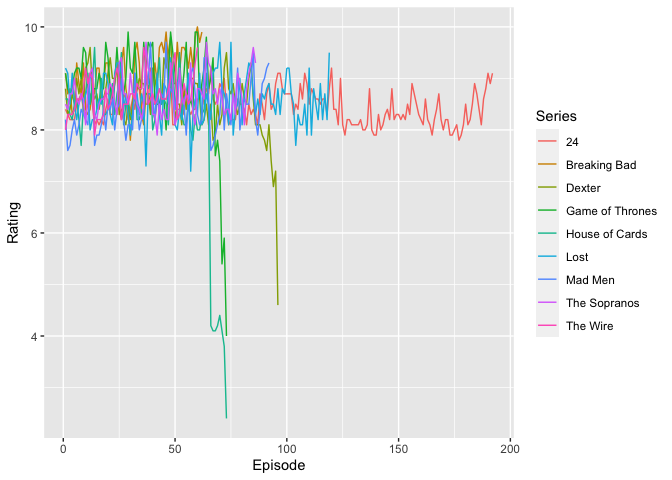 10
8
6
4
Rating
0
50
100
150
200
Episode
Series
24
Breaking Bad
Dexter
Game of Thrones
House of Cards
Lost
Mad Men
The Sopranos
The Wire